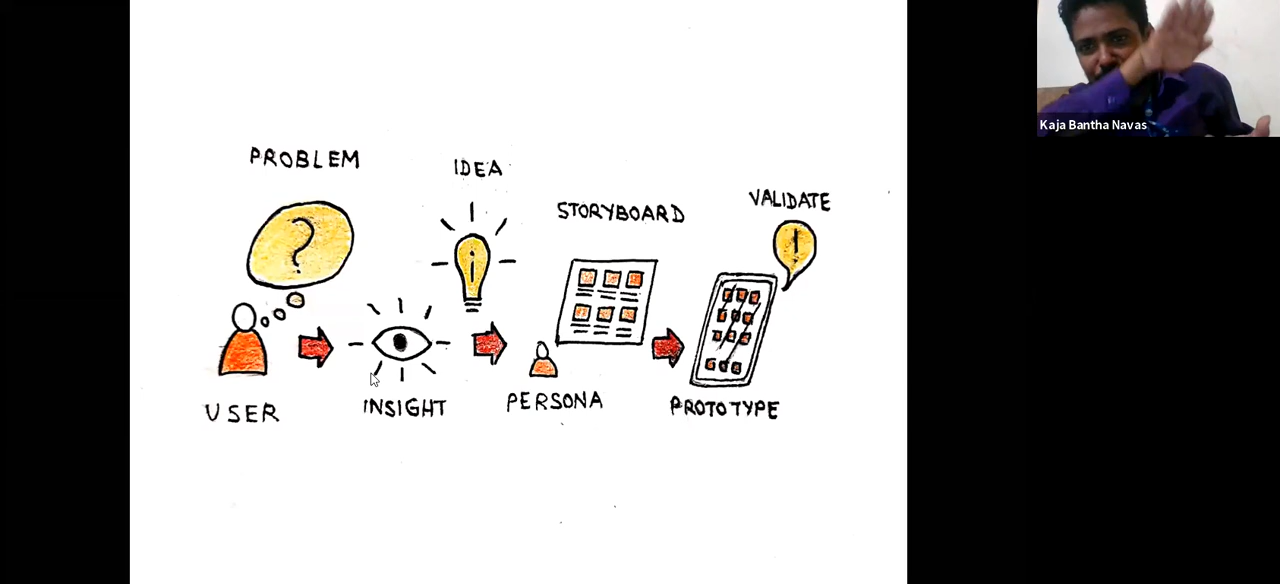 PROBLEM
IDEA
STORYBOARD
VALIDATE
USER
INSIGHT
PERSONA
PROTOTYPE
Kaja Bantha Navas